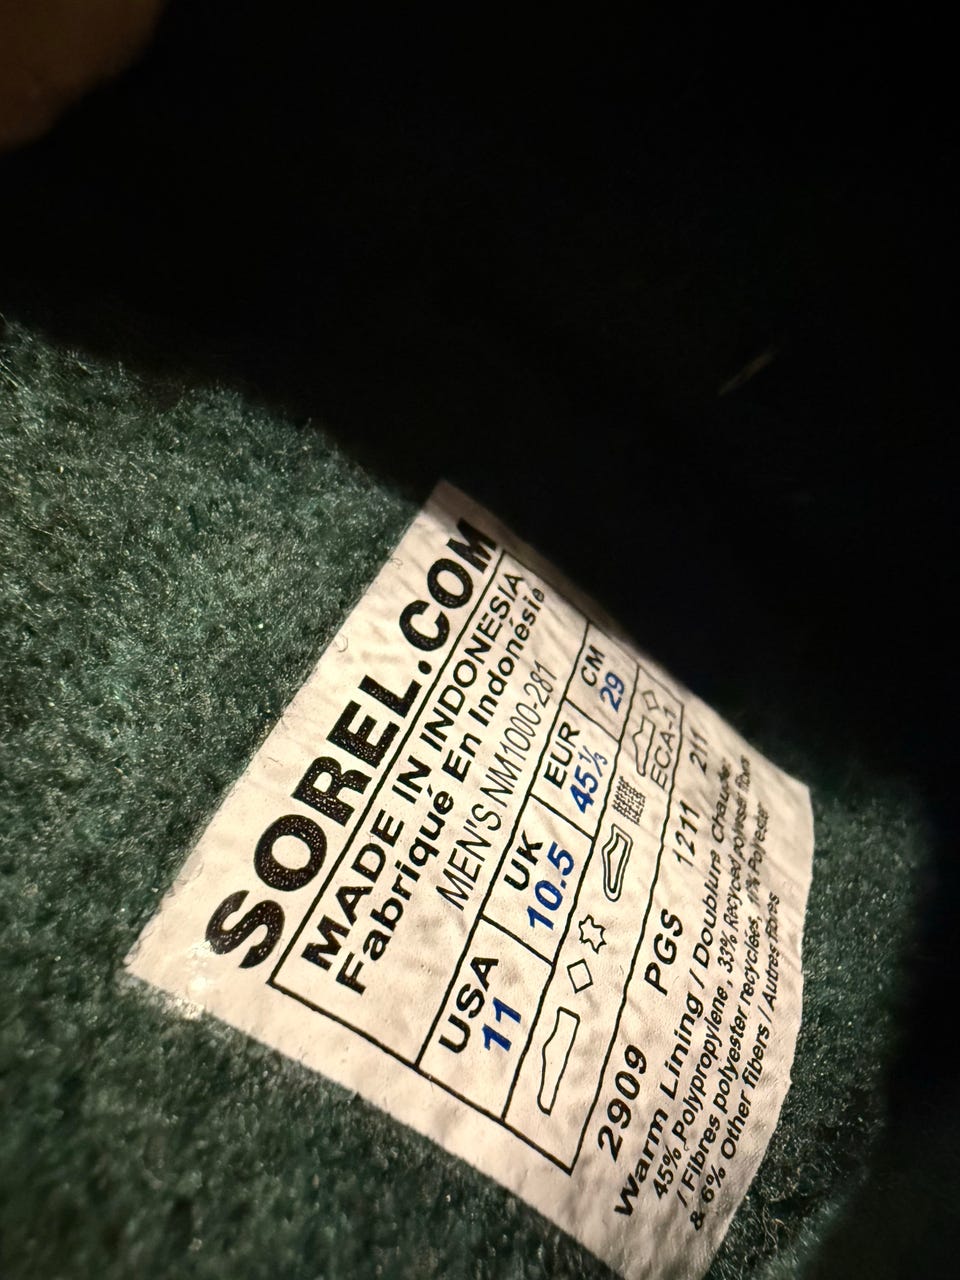 SOREL.COM
MADE IN INDONESIA
Fabriqué En Indonésie
MEN'S NM1000-281
USA UK EUR CM
11 10.5 45⅓ 29
ECA-1
2909 PGS 1211 211
Warm Lining / Doublure Chaude
45% Polypropylene, 33% Recycled polyester fibers
/ Fibres polyester recyclées, % Polyester
& 6% Other fibers / Autres fibres